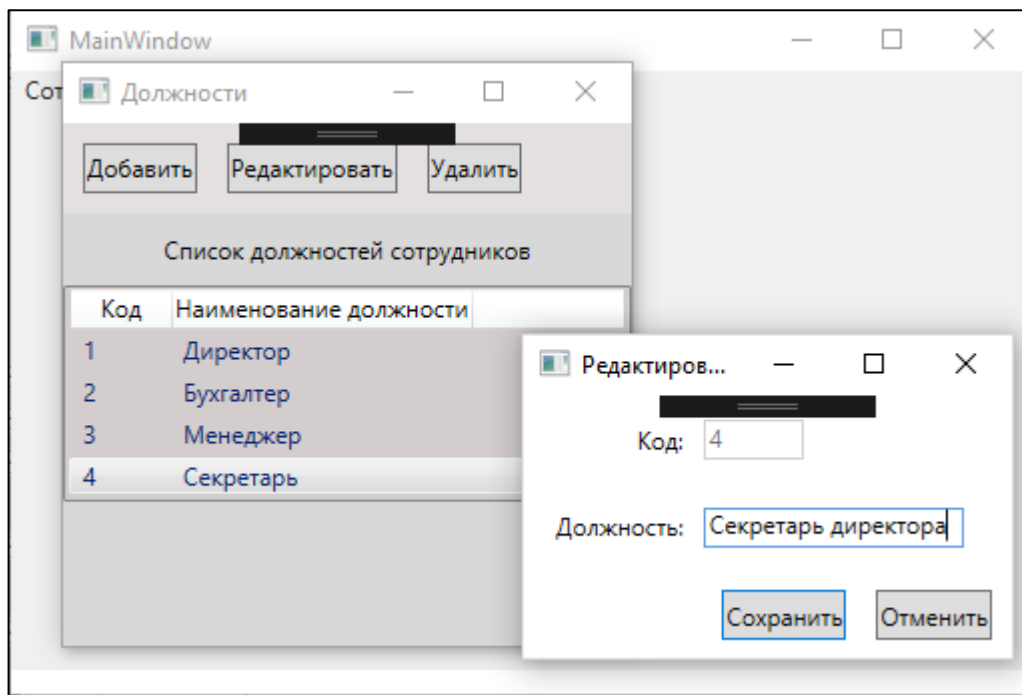 MainWindow
Сот
Должности
Добавить Редактировать Удалить
Список должностей сотрудников
Код Наименование должности
1 Директор
2 Бухгалтер
3 Менеджер
4 Секретарь
Редактиров...
Код: 4
Должность: Секретарь директора
Сохранить Отменить